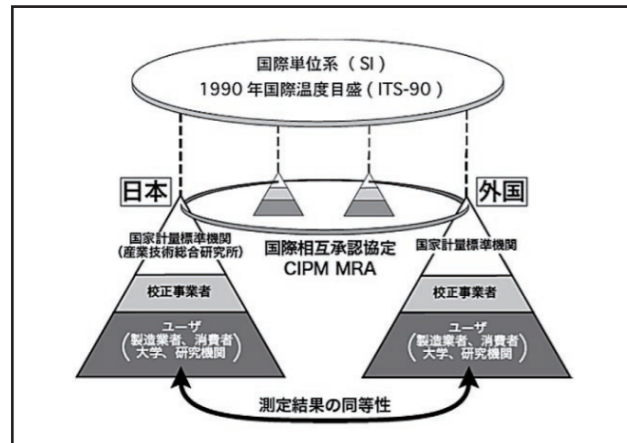 国際単位系（ SI ）
1990 年国際温度目盛 ( ITS-90 )
日本
外国
国家計量標準機関
(産業技術総合研究所)
国際相互承認協定
CIPM MRA
国家計量標準機関
校正事業者
校正事業者
ユーザ
(製造業者、消費者
大学、研究機関)
ユーザ
(製造業者、消費者
大学、研究機関)
測定結果の同等性